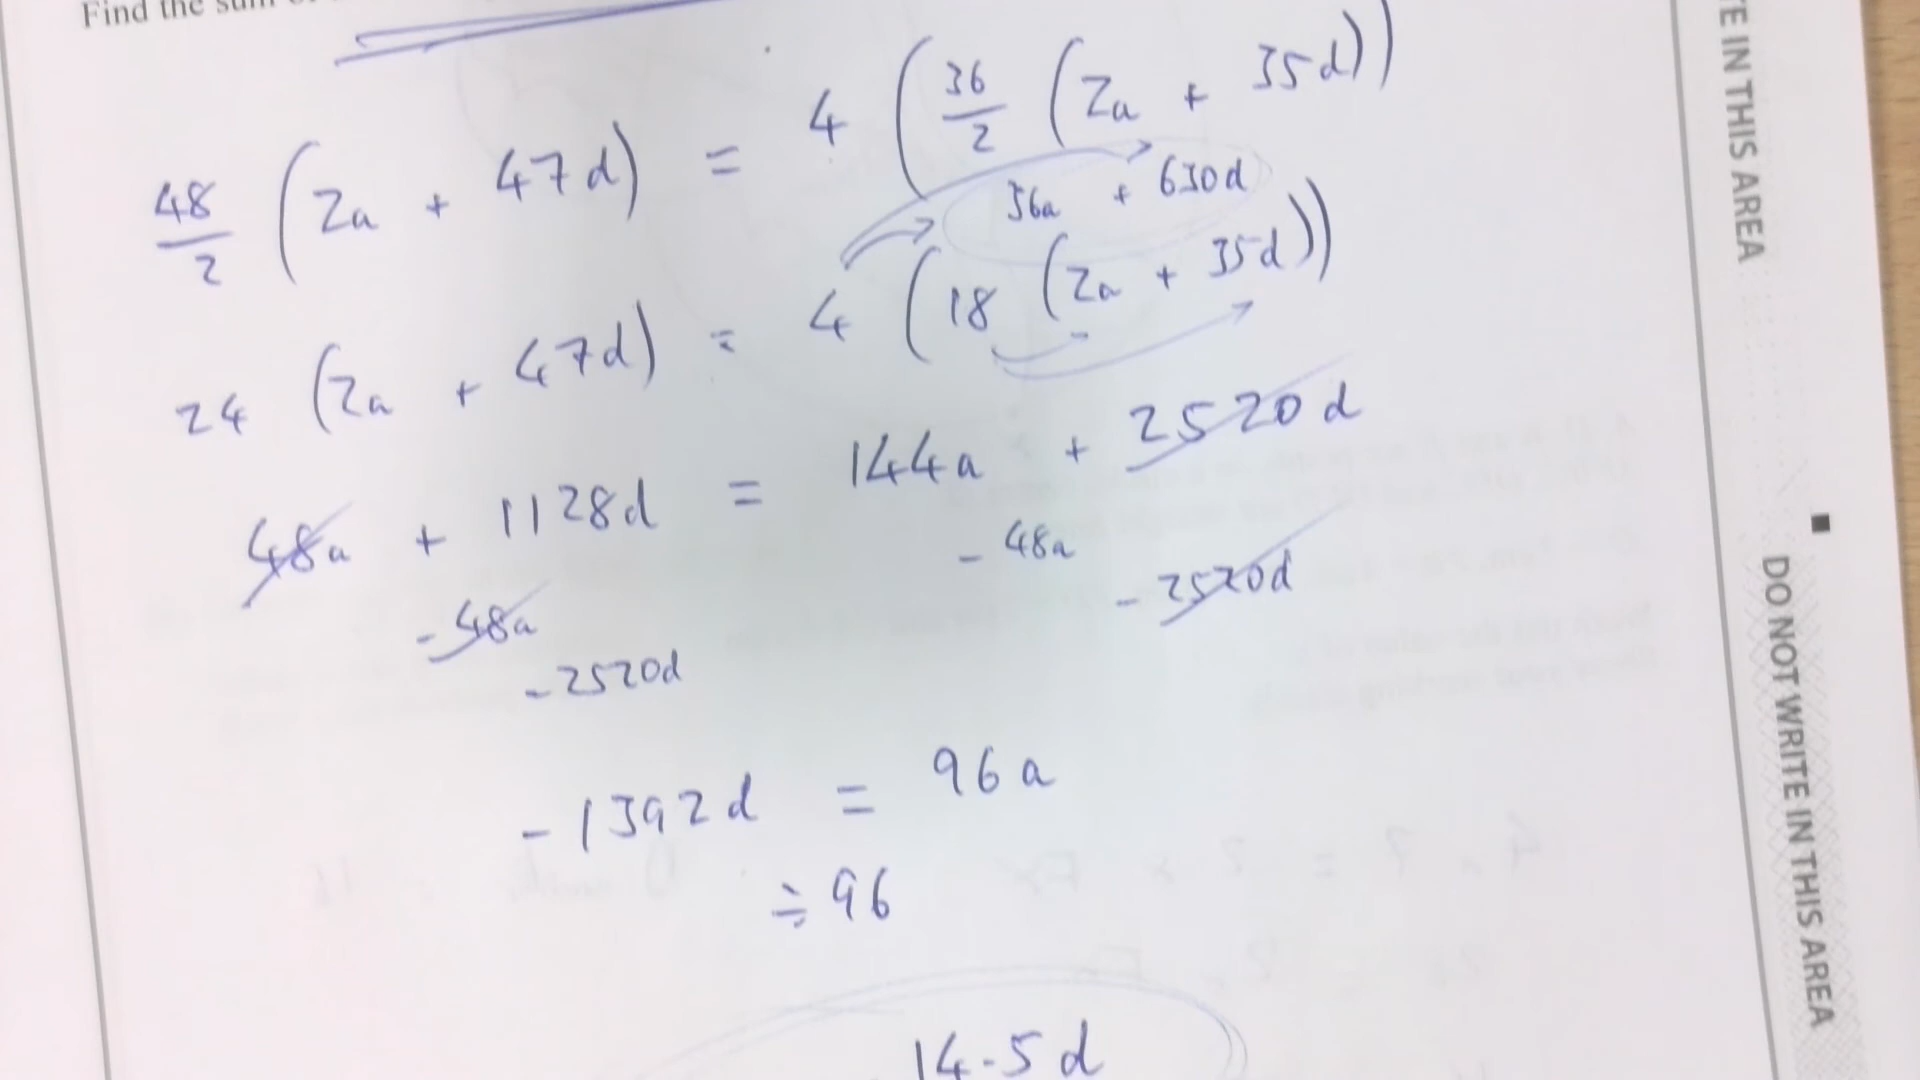 Find the sum
48/2 (2a + 47d) = 4 (36/2 (2a + 35d))
36a + 630d
24 (2a + 47d) = 4 (18 (2a + 35d))
48a + 1128d = 144a + 2520d
- 48a - 48a - 2520d
- 2520d
- 1392d = 96a
÷ 96
14.5d
TE IN THIS AREA
DO NOT WRITE IN THIS AREA